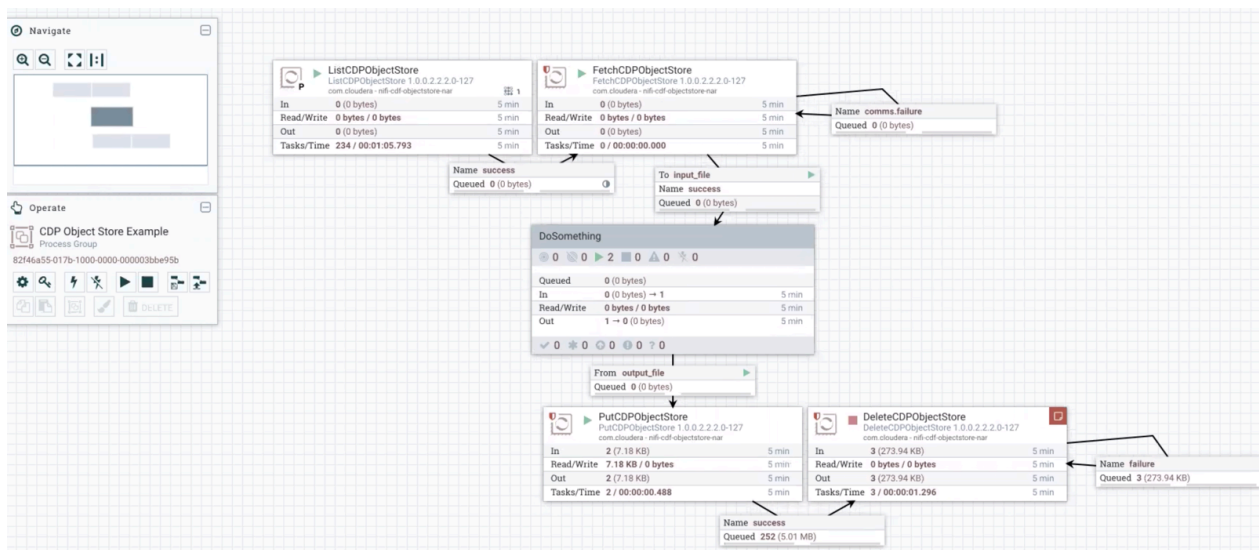 Navigate
Operate
CDP Object Store Example
Process Group
82f46a55-017b-1000-0000-000003bbe95b
DELETE
P
ListCDPObjectStore
ListCDPObjectStore 1.0.0.2.2.2.0-127
com.cloudera - nifi-cdf-objectstore-nar
1
In 0 (0 bytes) 5 min
Read/Write 0 bytes / 0 bytes 5 min
Out 0 (0 bytes) 5 min
Tasks/Time 234 / 00:01:05.793 5 min
FetchCDPObjectStore
FetchCDPObjectStore 1.0.0.2.2.2.0-127
com.cloudera - nifi-cdf-objectstore-nar
In 0 (0 bytes) 5 min
Read/Write 0 bytes / 0 bytes 5 min
Out 0 (0 bytes) 5 min
Tasks/Time 0 / 00:00:00.000 5 min
Name comms.failure
Queued 0 (0 bytes)
Name success
Queued 0 (0 bytes)
To input_file
Name success
Queued 0 (0 bytes)
DoSomething
0 0 2 0 0 0
Queued 0 (0 bytes)
In 0 (0 bytes) → 1 5 min
Read/Write 0 bytes / 0 bytes 5 min
Out 1 → 0 (0 bytes) 5 min
0 0 0 0 ? 0
From output_file
Queued 0 (0 bytes)
PutCDPObjectStore
PutCDPObjectStore 1.0.0.2.2.2.0-127
com.cloudera - nifi-cdf-objectstore-nar
In 2 (7.18 KB) 5 min
Read/Write 7.18 KB / 0 bytes 5 min
Out 2 (7.18 KB) 5 min
Tasks/Time 2 / 00:00:00.488 5 min
DeleteCDPObjectStore
DeleteCDPObjectStore 1.0.0.2.2.2.0-127
com.cloudera - nifi-cdf-objectstore-nar
In 3 (273.94 KB) 5 min
Read/Write 0 bytes / 0 bytes 5 min
Out 3 (273.94 KB) 5 min
Tasks/Time 3 / 00:00:01.296 5 min
Name failure
Queued 3 (273.94 KB)
Name success
Queued 252 (5.01 MB)